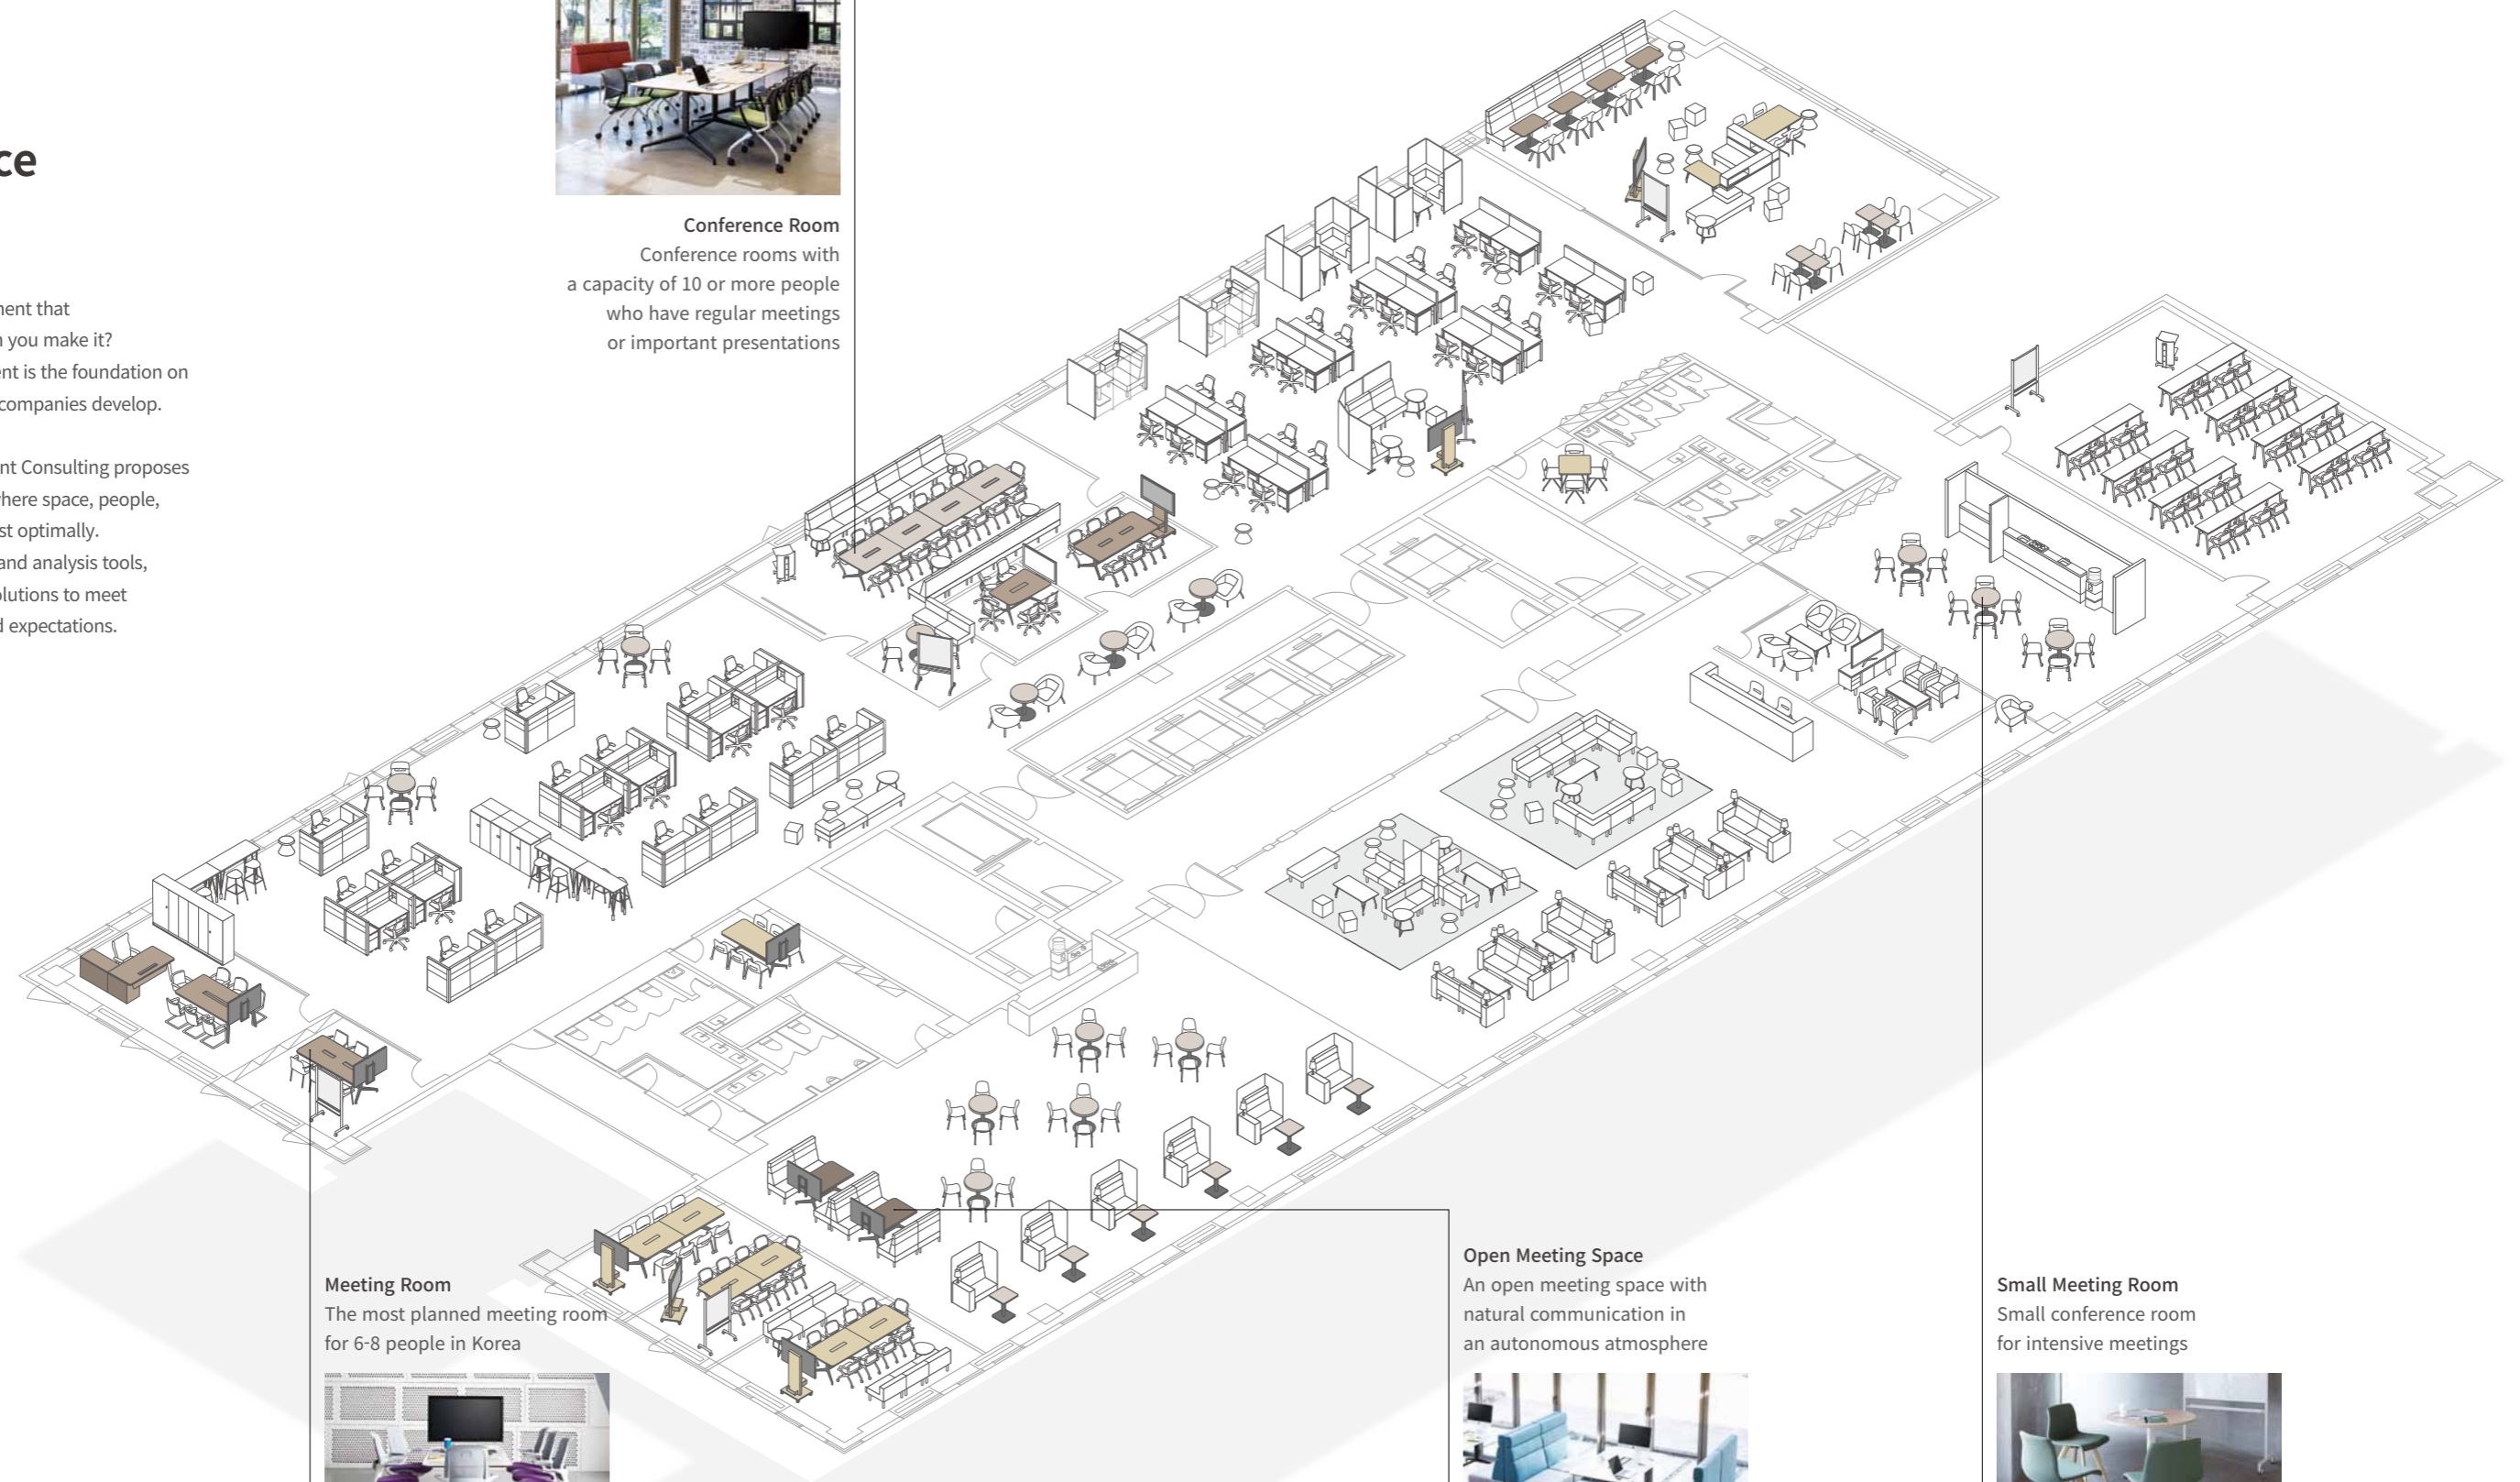 ce
ment that
you make it?
ent is the foundation on
companies develop.
nt Consulting proposes
where space, people,
st optimally.
and analysis tools,
olutions to meet
d expectations.
Conference Room
Conference rooms with
a capacity of 10 or more people
who have regular meetings
or important presentations
Meeting Room
The most planned meeting room
for 6-8 people in Korea
Open Meeting Space
An open meeting space with
natural communication in
an autonomous atmosphere
Small Meeting Room
Small conference room
for intensive meetings